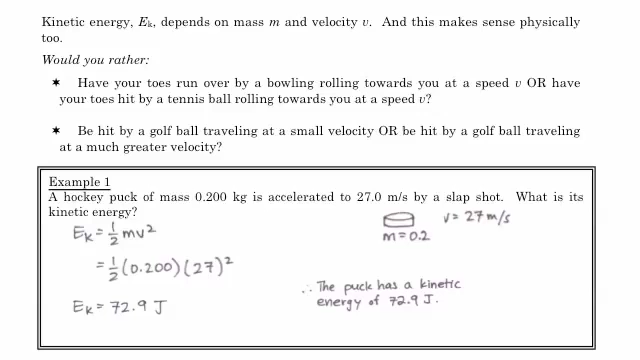 Kinetic energy, Eₖ, depends on mass m and velocity v. And this makes sense physically
too.
Would you rather:
✶ Have your toes run over by a bowling rolling towards you at a speed v OR have
your toes hit by a tennis ball rolling towards you at a speed v?
✶ Be hit by a golf ball traveling at a small velocity OR be hit by a golf ball traveling
at a much greater velocity?
Example 1
A hockey puck of mass 0.200 kg is accelerated to 27.0 m/s by a slap shot. What is its
kinetic energy?
Eₖ = ½ mv²
v = 27 m/s
m = 0.2
= ½ (0.200) (27)²
∴ The puck has a kinetic
energy of 72.9 J.
Eₖ = 72.9 J